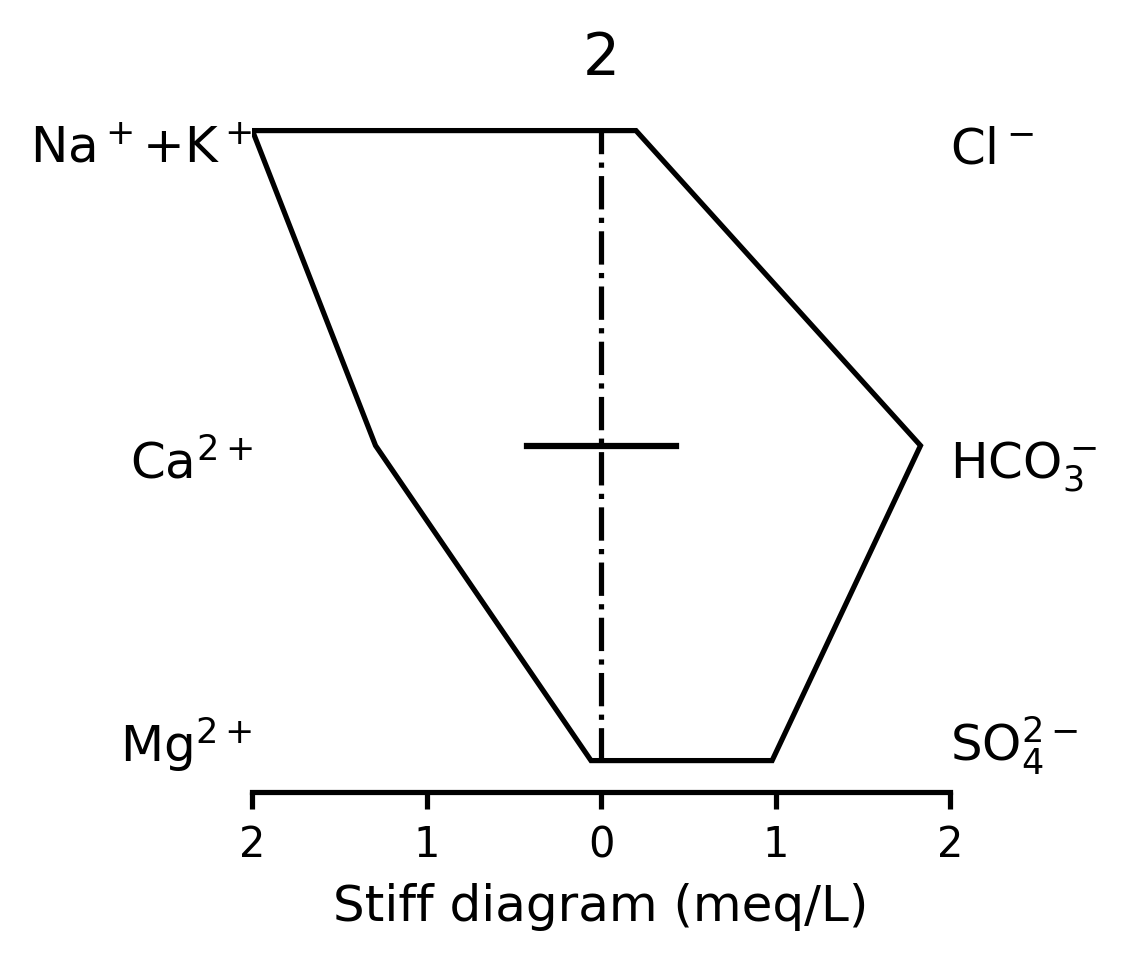 2
Na⁺+K⁺ Cl⁻
Ca²⁺ HCO₃⁻
Mg²⁺ SO₄²⁻
2 1 0 1 2
Stiff diagram (meq/L)